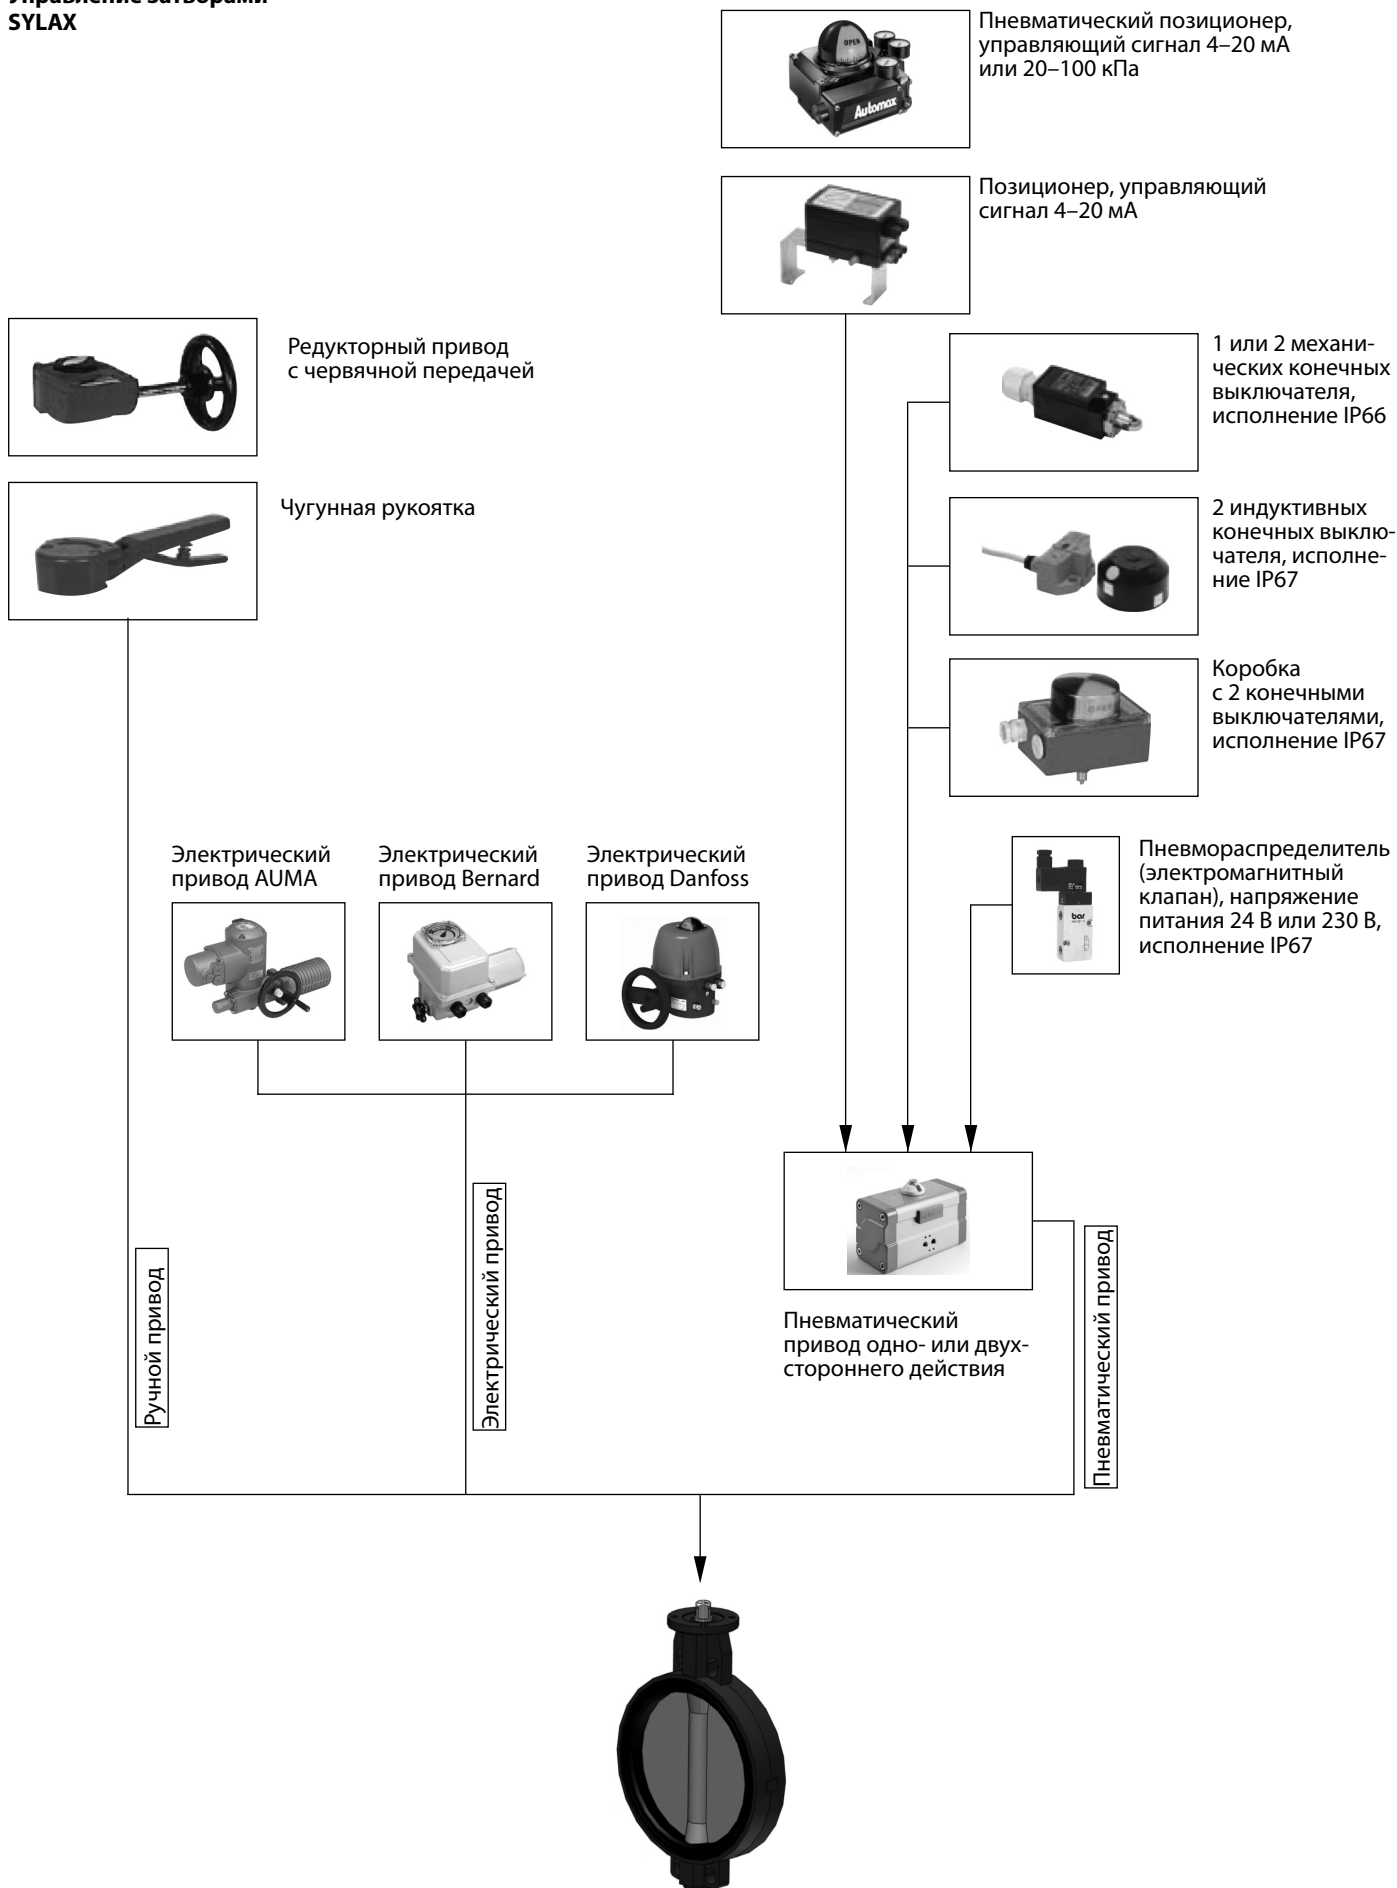 Управление затворами
SYLAX
Пневматический позиционер,
управляющий сигнал 4–20 мА
или 20–100 кПа
OPEN
Automax
Позиционер, управляющий
сигнал 4–20 мА
Редукторный привод
с червячной передачей
1 или 2 механи-
ческих конечных
выключателя,
исполнение IP66
Чугунная рукоятка
2 индуктивных
конечных выклю-
чателя, исполне-
ние IP67
Коробка
с 2 конечными
выключателями,
исполнение IP67
Электрический
привод AUMA
Электрический
привод Bernard
Электрический
привод Danfoss
Пневмораспределитель
(электромагнитный
клапан), напряжение
питания 24 В или 230 В,
исполнение IP67
bar
Ручной привод
Электрический привод
Пневматический
привод одно- или двух-
стороннего действия
Пневматический привод